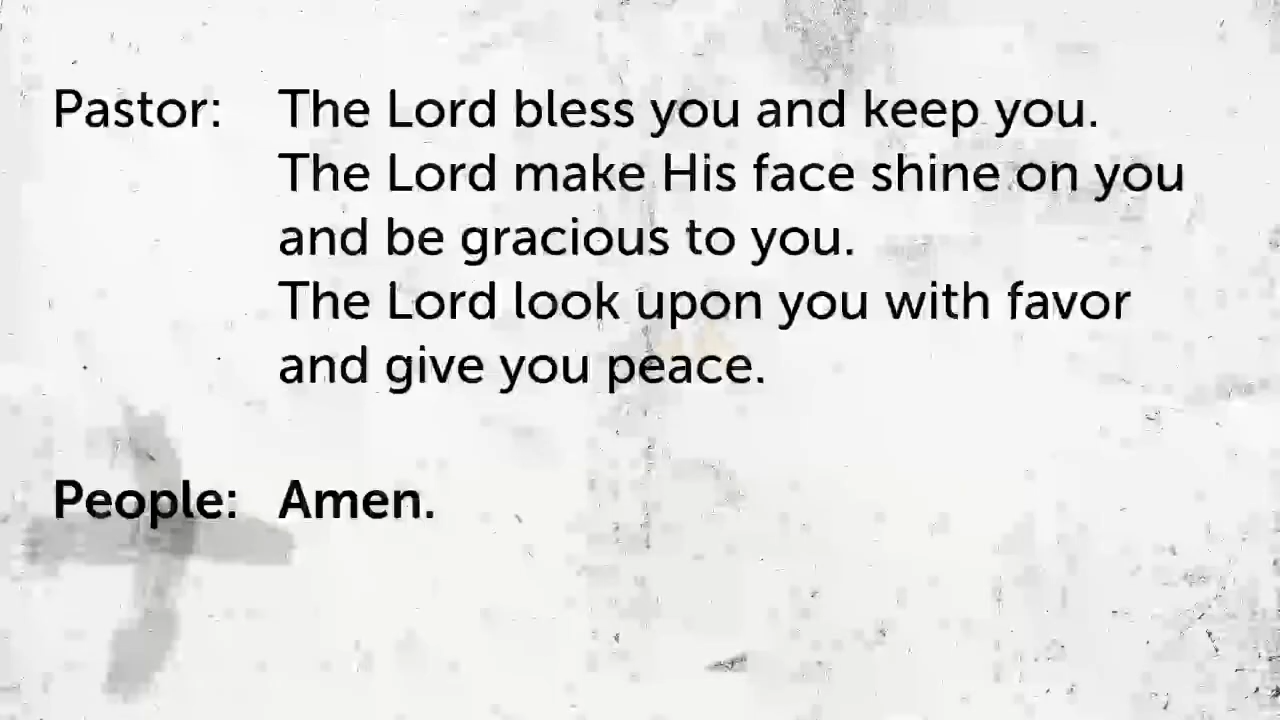 Pastor: The Lord bless you and keep you.
The Lord make His face shine on you
and be gracious to you.
The Lord look upon you with favor
and give you peace.
People: Amen.